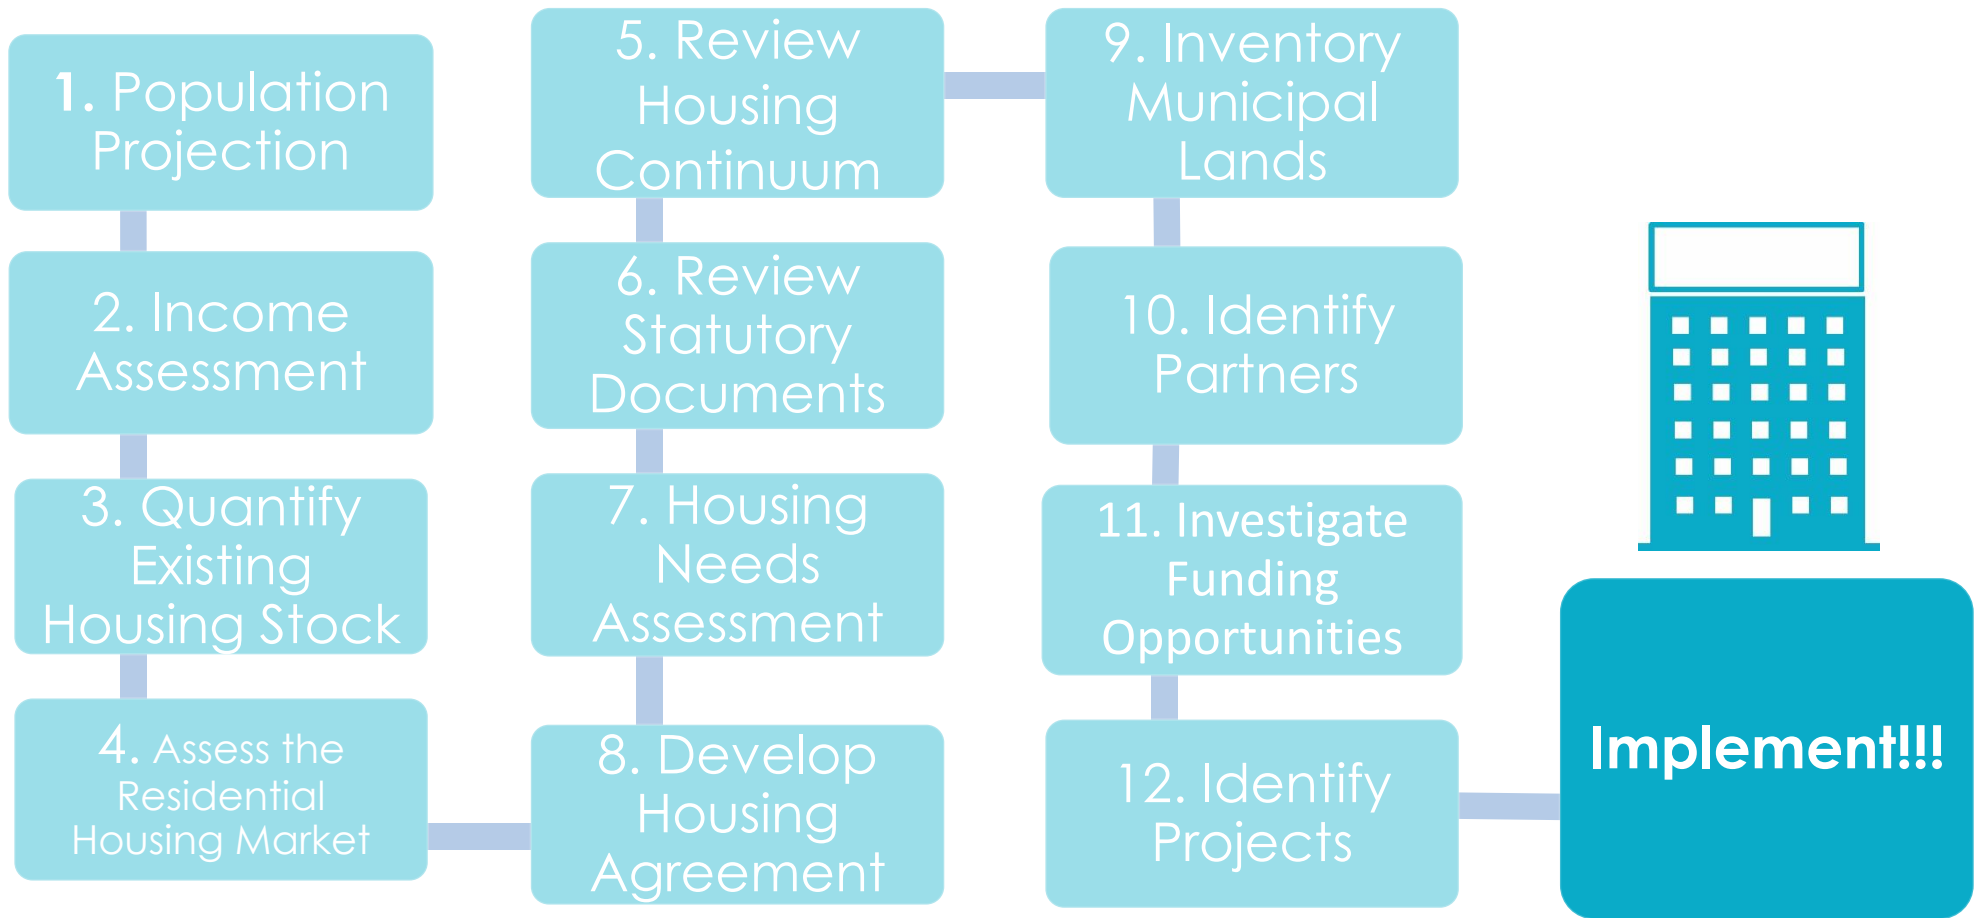 1. Population
Projection
2. Income
Assessment
3. Quantify
Existing
Housing Stock
4. Assess the
Residential
Housing Market
5. Review
Housing
Continuum
6. Review
Statutory
Documents
7. Housing
Needs
Assessment
8. Develop
Housing
Agreement
9. Inventory
Municipal
Lands
10. Identify
Partners
11. Investigate
Funding
Opportunities
12. Identify
Projects
Implement!!!